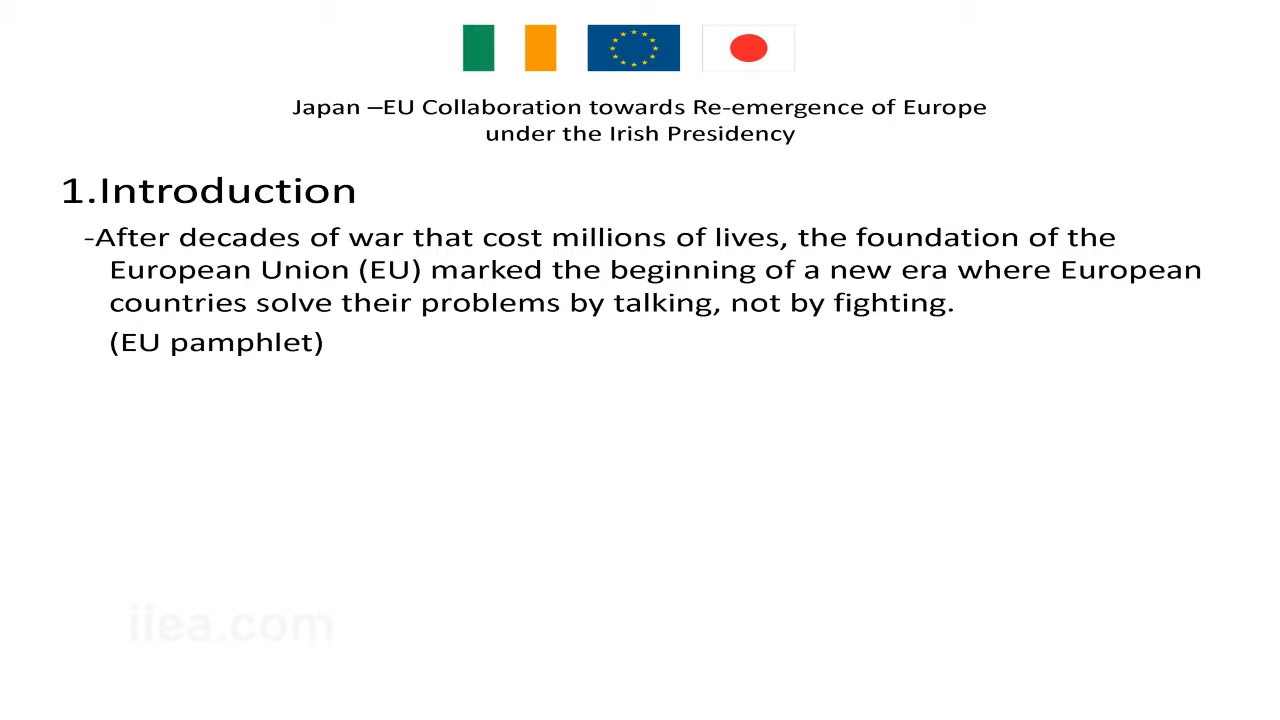 Japan –EU Collaboration towards Re-emergence of Europe
under the Irish Presidency
1.Introduction
-After decades of war that cost millions of lives, the foundation of the
European Union (EU) marked the beginning of a new era where European
countries solve their problems by talking, not by fighting.
(EU pamphlet)
iiea.com